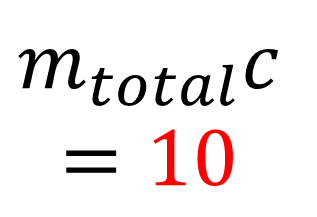 m_total c
= 10